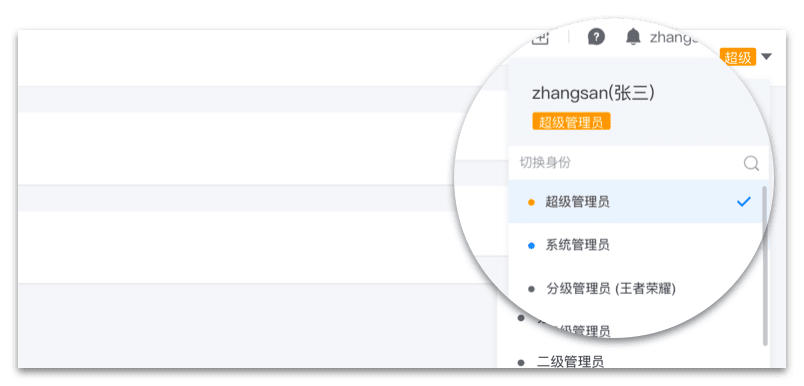 zhangs
超级
zhangsan(张三)
超级管理员
切换身份
超级管理员
系统管理员
分级管理员 (王者荣耀)
级管理员
二级管理员